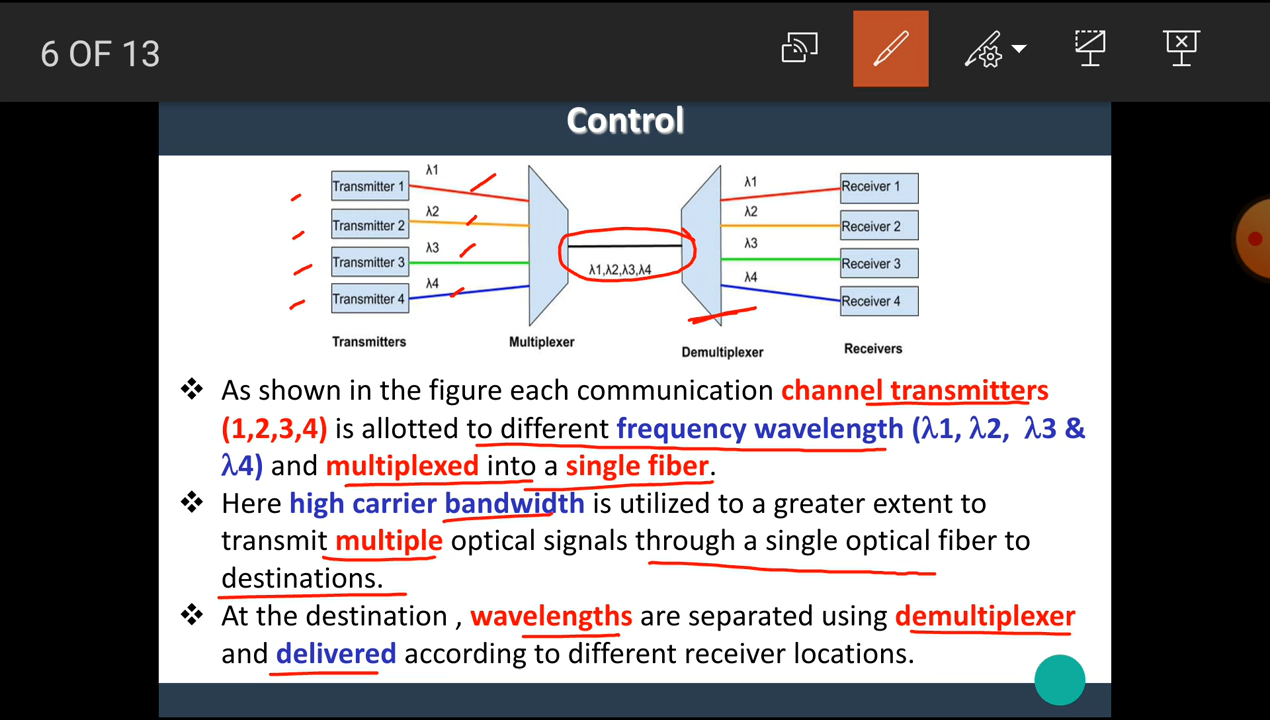 6 OF 13
Control
λ1
Transmitter 1
λ2
Transmitter 2
λ3
Transmitter 3
λ4
Transmitter 4
λ1,λ2,λ3,λ4
λ1
Receiver 1
λ2
Receiver 2
λ3
Receiver 3
λ4
Receiver 4
Transmitters
Multiplexer
Demultiplexer
Receivers
❖ As shown in the figure each communication channel transmitters
(1,2,3,4) is allotted to different frequency wavelength (λ1, λ2, λ3 &
λ4) and multiplexed into a single fiber.
❖ Here high carrier bandwidth is utilized to a greater extent to
transmit multiple optical signals through a single optical fiber to
destinations.
❖ At the destination , wavelengths are separated using demultiplexer
and delivered according to different receiver locations.